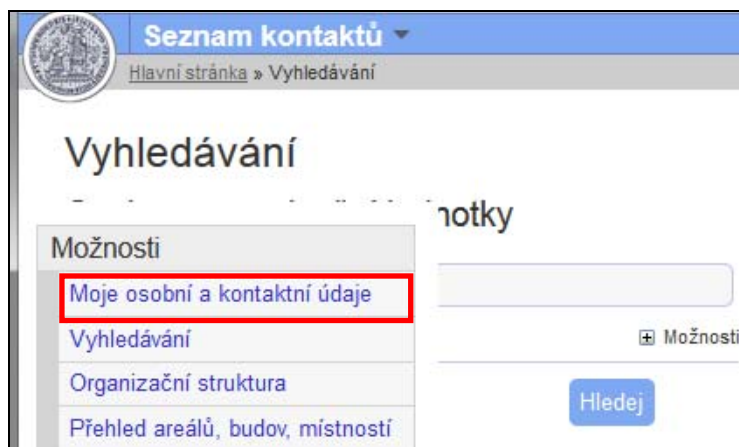 Seznam kontaktů
Hlavní stránka » Vyhledávání
Vyhledávání
Možnosti
Moje osobní a kontaktní údaje
Vyhledávání
Možnosti
Organizační struktura
Hledej
Přehled areálů, budov, místností